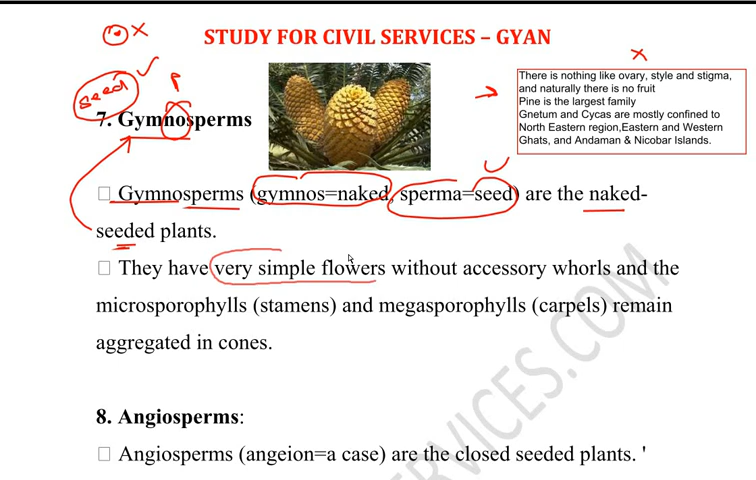 STUDY FOR CIVIL SERVICES – GYAN
seed
There is nothing like ovary, style and stigma,
and naturally there is no fruit
Pine is the largest family
Gnetum and Cycas are mostly confined to
North Eastern region,Eastern and Western
Ghats, and Andaman & Nicobar Islands.
7. Gymnosperms
Gymnosperms (gymnos=naked, sperma=seed) are the naked-
seeded plants.
They have very simple flowers without accessory whorls and the
microsporophylls (stamens) and megasporophylls (carpels) remain
aggregated in cones.
8. Angiosperms:
Angiosperms (angeion=a case) are the closed seeded plants. '